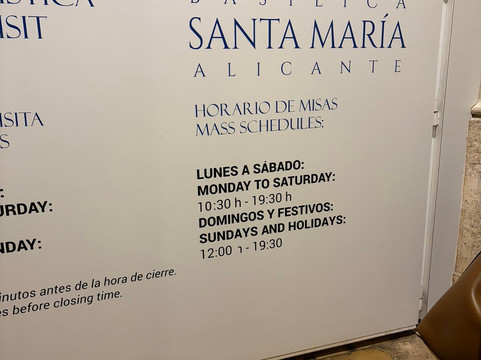 ISIT
ISITA
S
:
URDAY:
NDAY:
inutos antes de la hora de cierre.
es before closing time.
BASÍLICA
SANTA MARÍA
ALICANTE
HORARIO DE MISAS
MASS SCHEDULES:
LUNES A SÁBADO:
MONDAY TO SATURDAY:
10:30 h - 19:30 h
DOMINGOS Y FESTIVOS:
SUNDAYS AND HOLIDAYS:
12:00 - 19:30